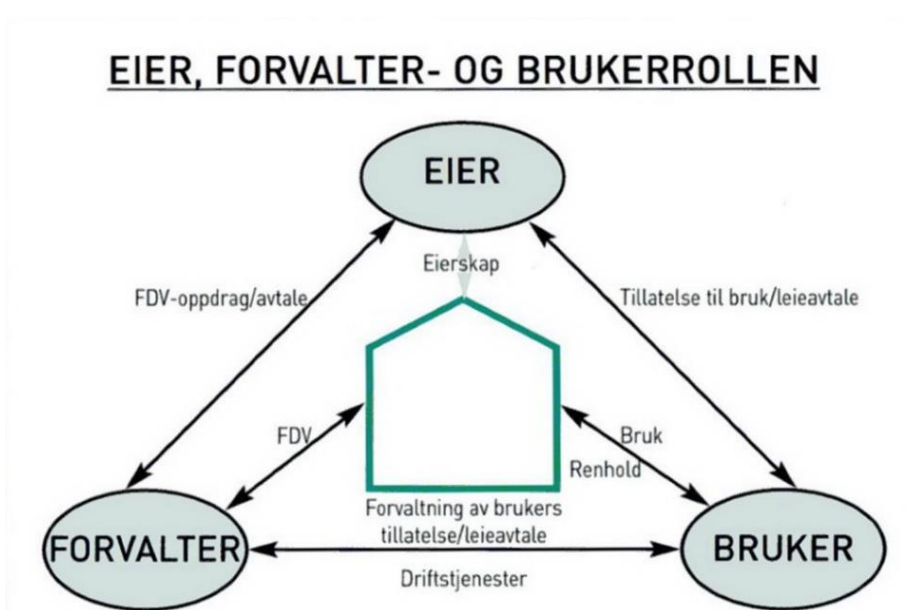 EIER, FORVALTER- OG BRUKERROLLEN
EIER
Eierskap
FDV-oppdrag/avtale
Tillatelse til bruk/leieavtale
FDV
Bruk
Renhold
Forvaltning av brukers
tillatelse/leieavtale
FORVALTER
BRUKER
Driftstjenester